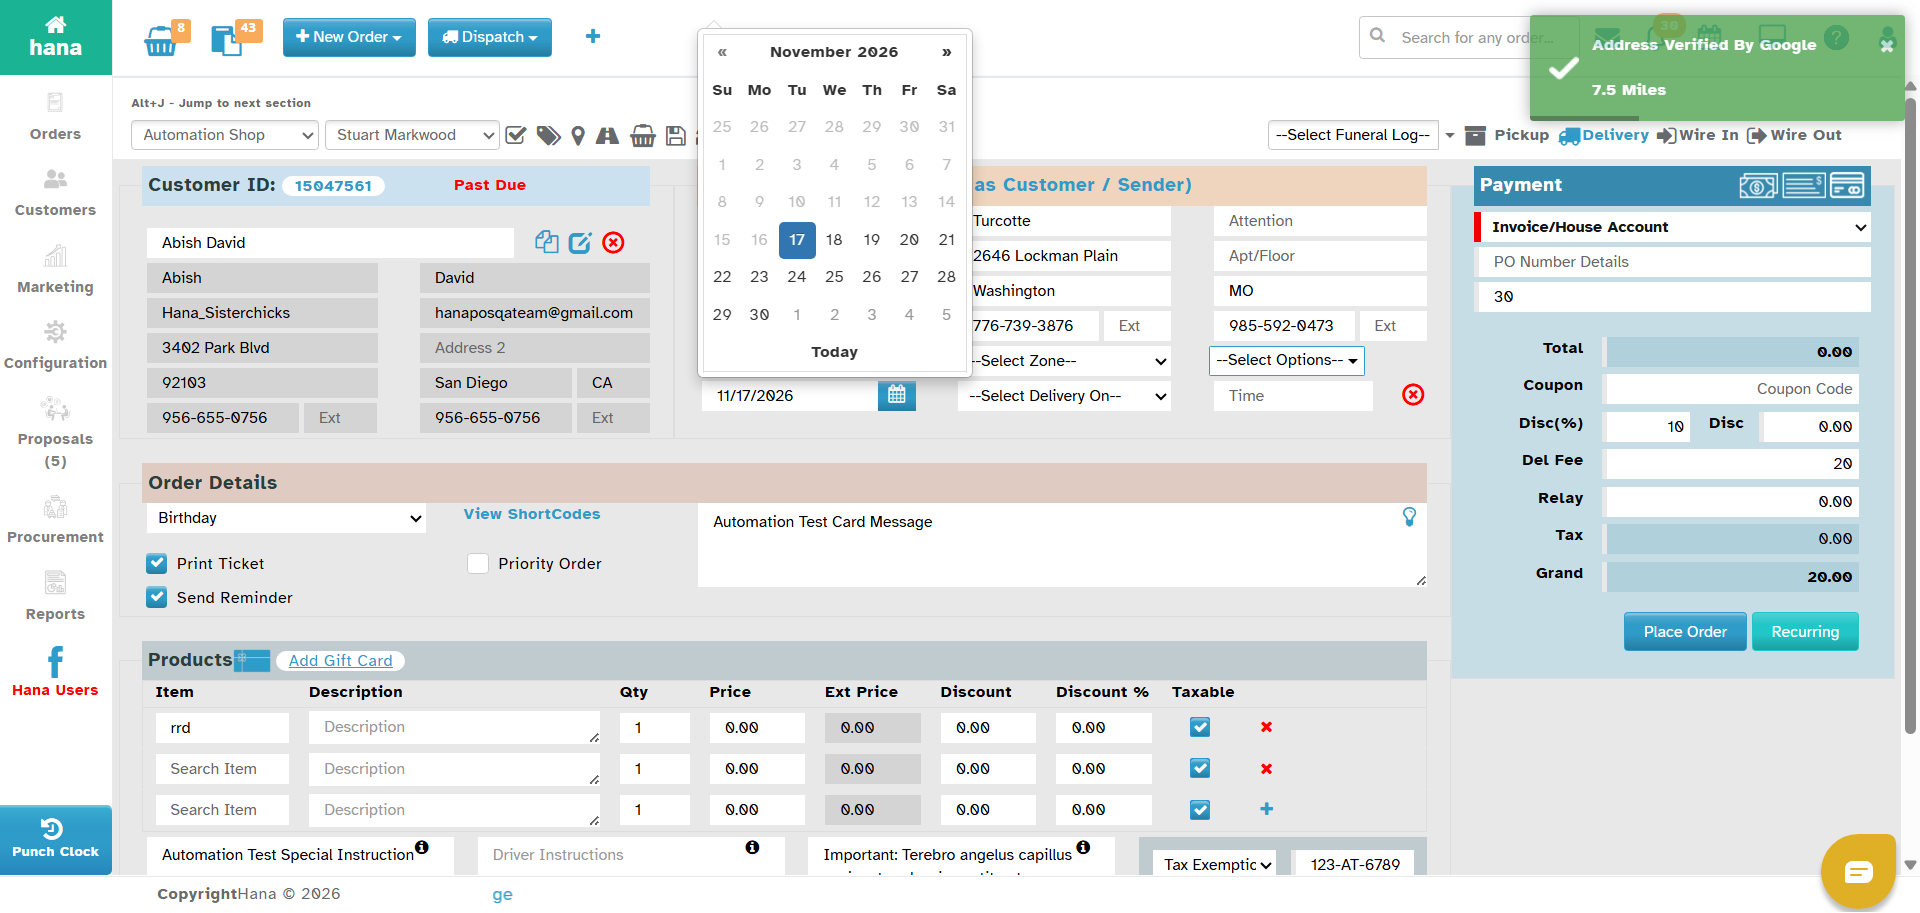 hana
8
43
New Order
Dispatch
Search for any order...
Address Verified By Google
7.5 Miles
Orders
Customers
Marketing
Configuration
Proposals
(5)
Procurement
Reports
Hana Users
Punch Clock
« November 2026 »
Su Mo Tu We Th Fr Sa
25 26 27 28 29 30 31
1 2 3 4 5 6 7
8 9 10 11 12 13 14
15 16 17 18 19 20 21
22 23 24 25 26 27 28
29 30 1 2 3 4 5
Today
Alt+J - Jump to next section
Automation Shop
Stuart Markwood
--Select Funeral Log--
Pickup
Delivery
Wire In
Wire Out
Customer ID: 15047561
Past Due
Abish David
Abish
David
Hana_Sisterchicks
hanaposqateam@gmail.com
3402 Park Blvd
Address 2
92103
San Diego
CA
956-655-0756
Ext
956-655-0756
Ext
as Customer / Sender)
Turcotte
Attention
2646 Lockman Plain
Apt/Floor
Washington
MO
776-739-3876
Ext
985-592-0473
Ext
--Select Zone--
--Select Options--
11/17/2026
--Select Delivery On--
Time
Payment
Invoice/House Account
PO Number Details
30
Total 0.00
Coupon Coupon Code
Disc(%) 10 Disc 0.00
Del Fee 20
Relay 0.00
Tax 0.00
Grand 20.00
Place Order
Recurring
Order Details
Birthday
View ShortCodes
Automation Test Card Message
Print Ticket
Priority Order
Send Reminder
Products
Add Gift Card
Item Description Qty Price Ext Price Discount Discount % Taxable
rrd Description 1 0.00 0.00 0.00 0.00
Search Item Description 1 0.00 0.00 0.00 0.00
Search Item Description 1 0.00 0.00 0.00 0.00
Automation Test Special Instruction
Driver Instructions
Important: Terebro angelus capillus
Tax Exemptic
123-AT-6789
CopyrightHana © 2026
ge